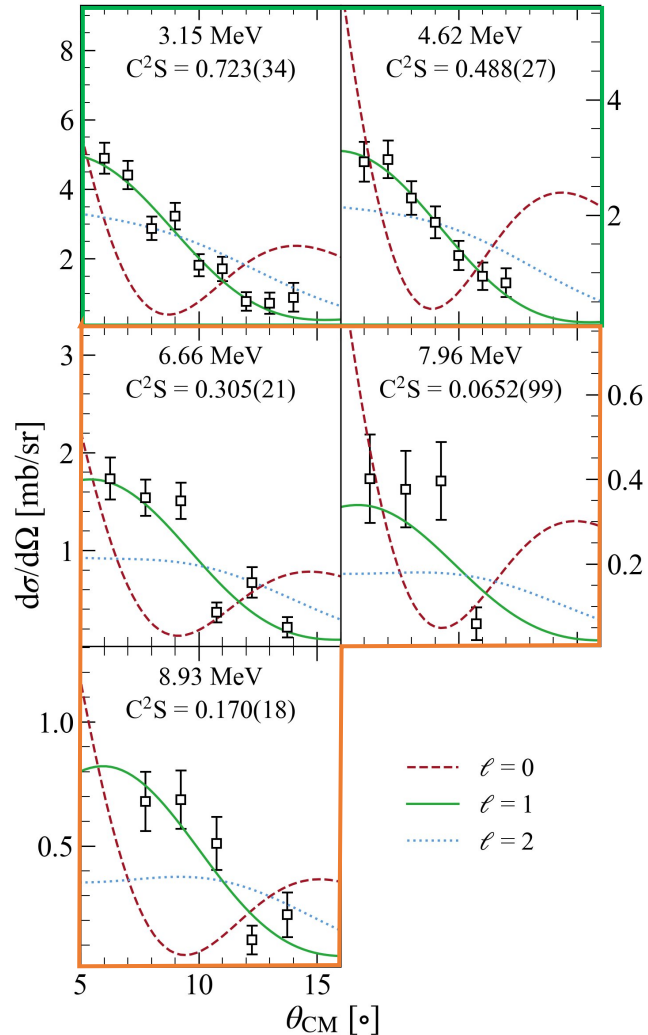 3.15 MeV
C²S = 0.723(34)
4.62 MeV
C²S = 0.488(27)
8
6
4
2
4
2
6.66 MeV
C²S = 0.305(21)
7.96 MeV
C²S = 0.0652(99)
3
2
1
0.6
0.4
0.2
dσ/dΩ [mb/sr]
8.93 MeV
C²S = 0.170(18)
1.0
0.5
ℓ = 0
ℓ = 1
ℓ = 2
5 10 15
θCM [∘]